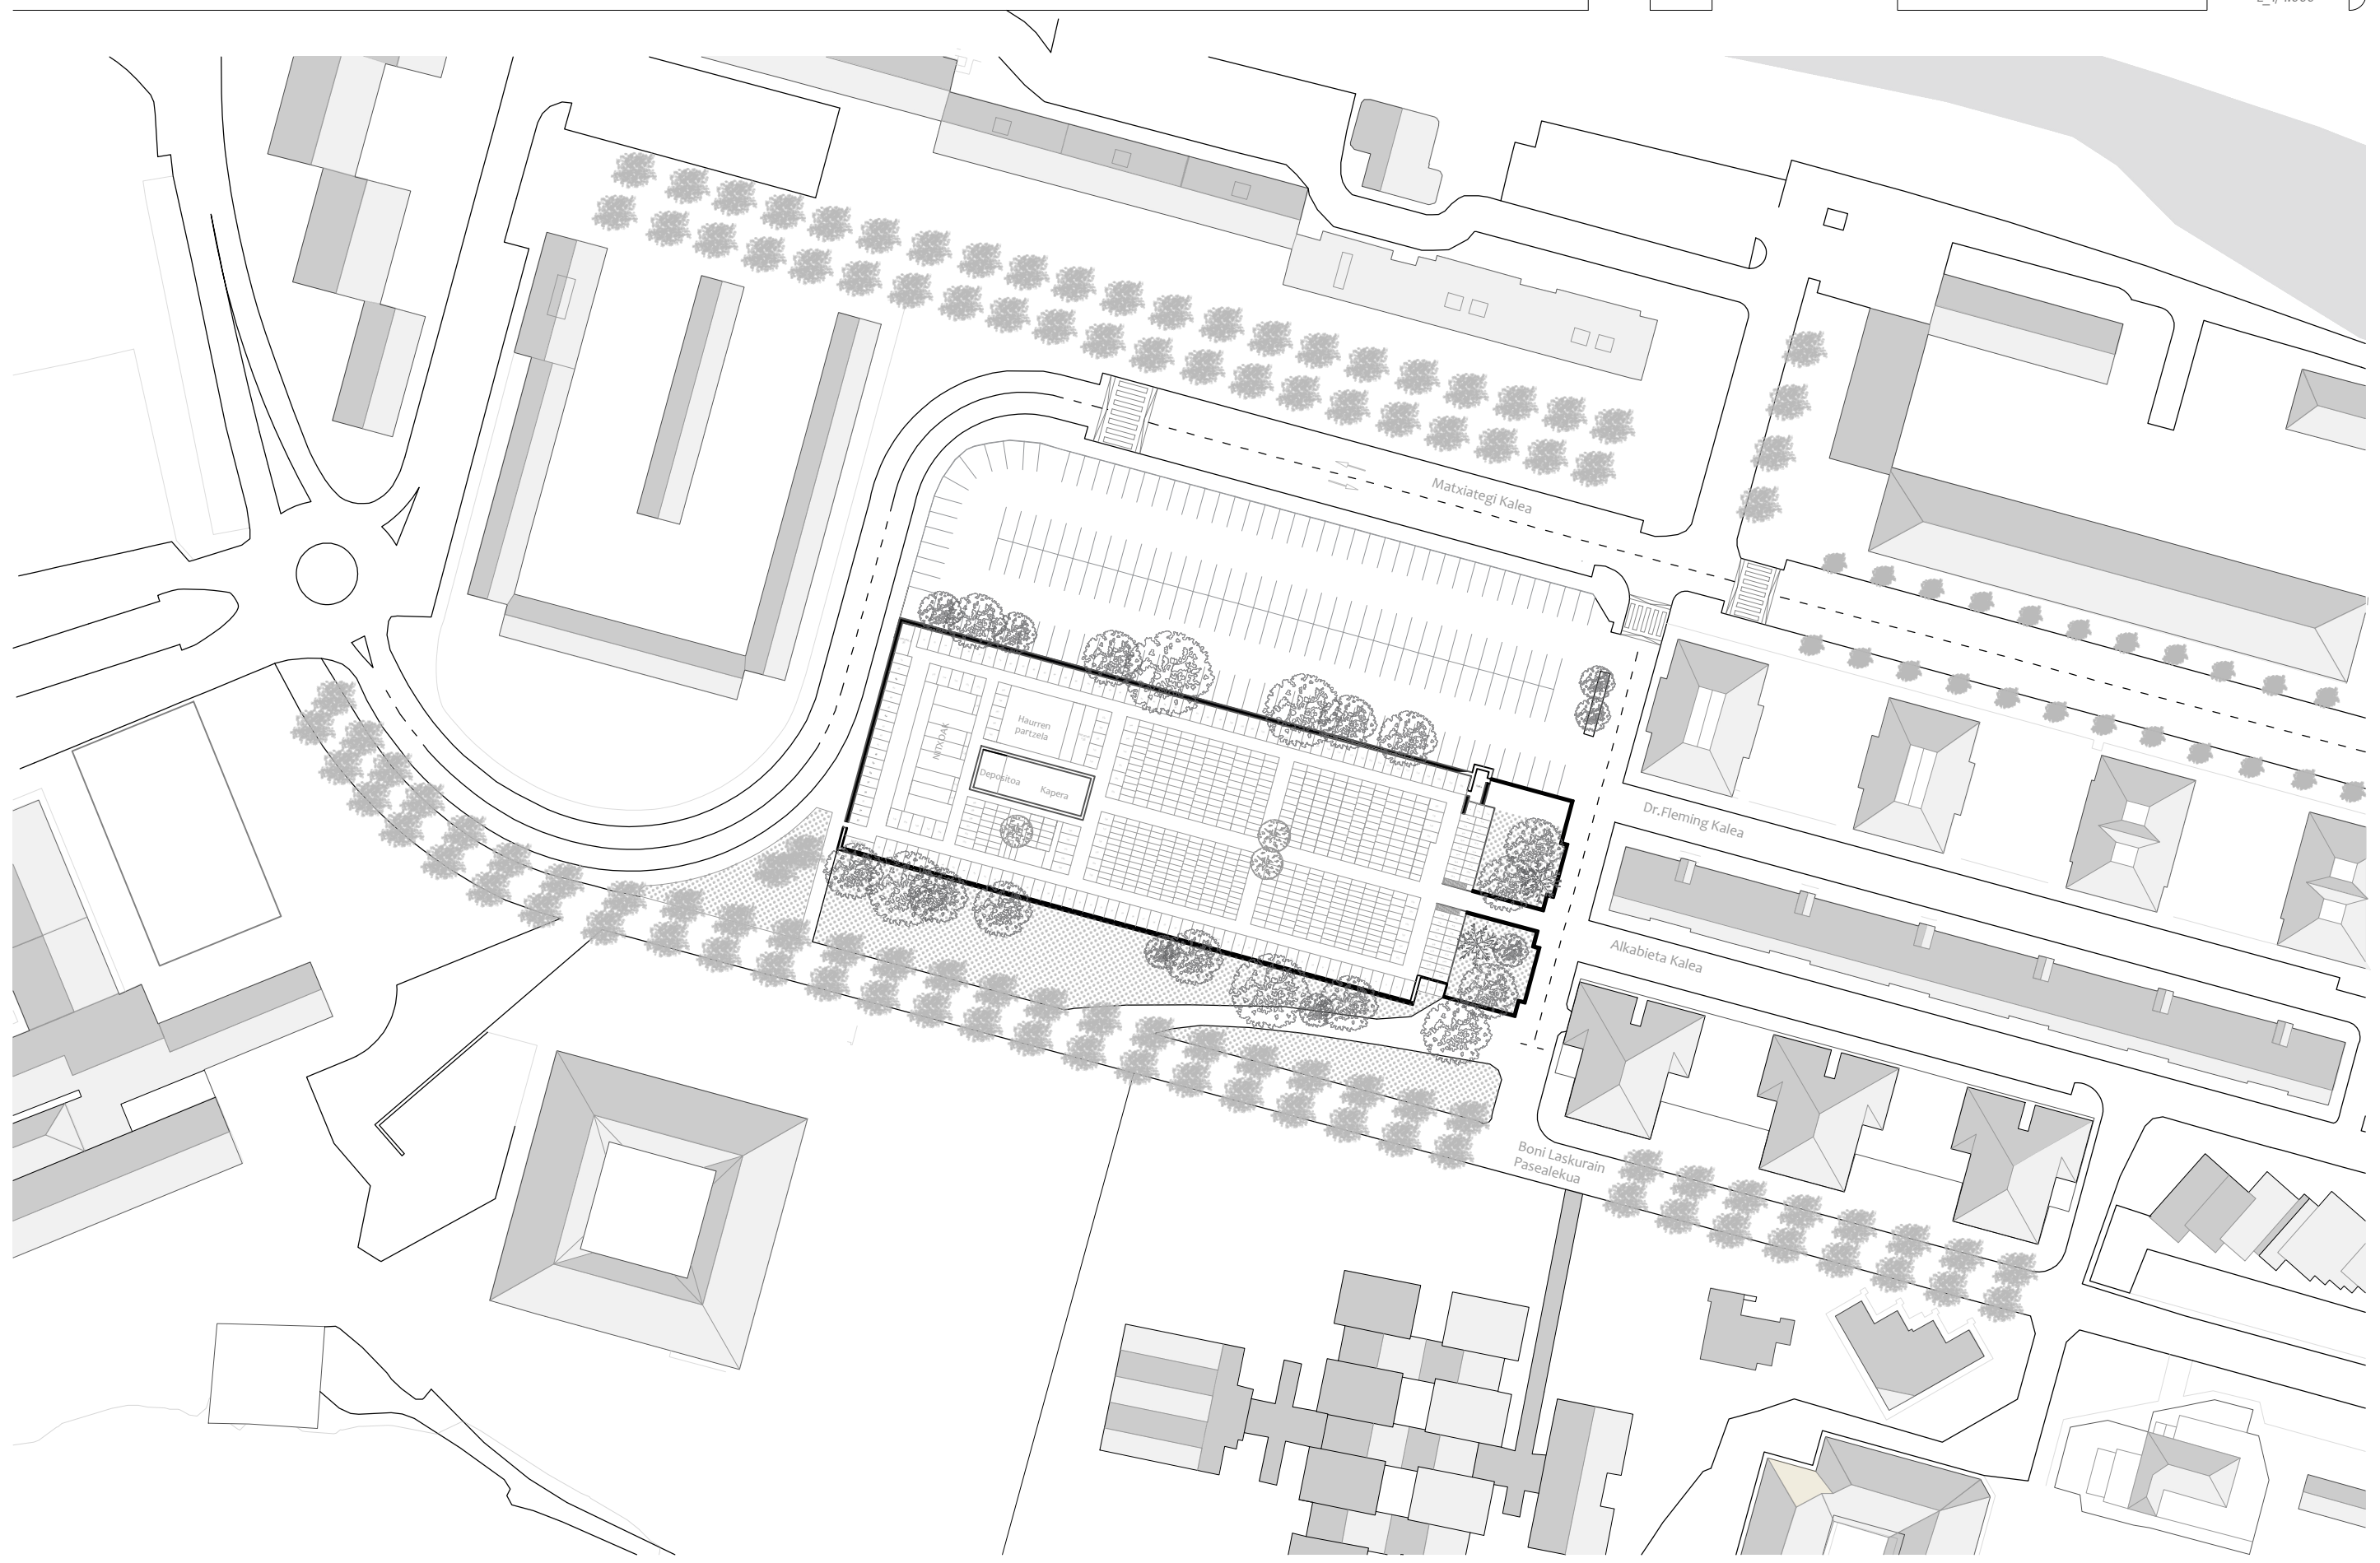 Matxiategi Kalea
Haurren
partzela
NITXOAK
Depositoa
Kapera
Dr.Fleming Kalea
Alkabieta Kalea
Boni Laskurain
Pasealekua